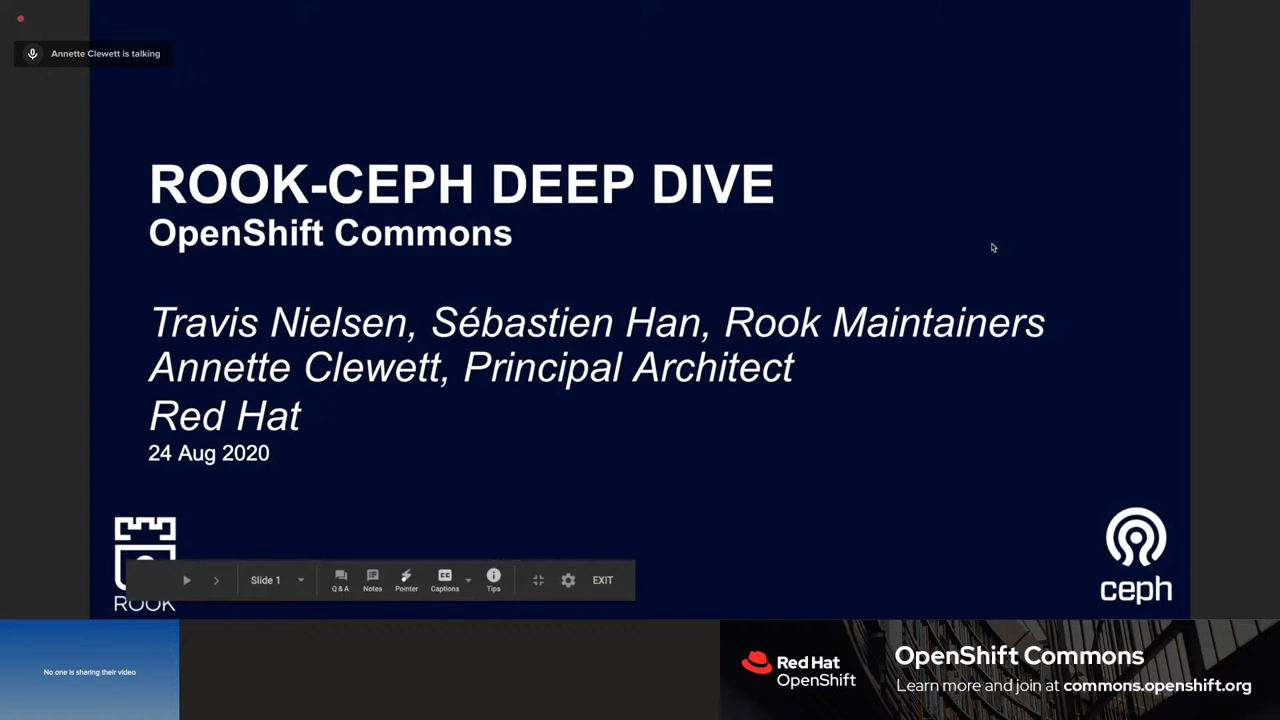 Annette Clewett is talking
ROOK-CEPH DEEP DIVE
OpenShift Commons
Travis Nielsen, Sébastien Han, Rook Maintainers
Annette Clewett, Principal Architect
Red Hat
24 Aug 2020
ROOK
ceph
Slide 1
Q & A
Notes
Pointer
Captions
Tips
EXIT
No one is sharing their video
Red Hat
OpenShift
OpenShift Commons
Learn more and join at commons.openshift.org